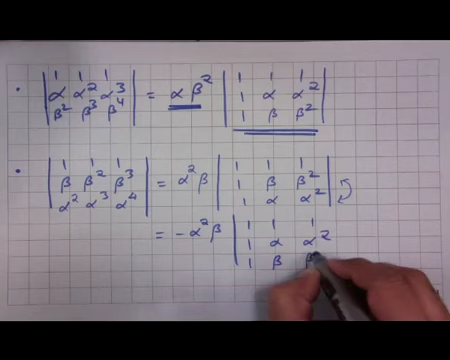 • | 1 1 1 | = α β² | 1 1 1 |
| α α² α³ | | 1 α α² |
| β² β³ β⁴ | | 1 β β² |
• | 1 1 1 | = α²β | 1 1 1 |
| β β² β³ | | 1 β β² |
| α² α³ α⁴ | | 1 α α² |
= -α²β | 1 1 1
| 1 α α²
| 1 β β